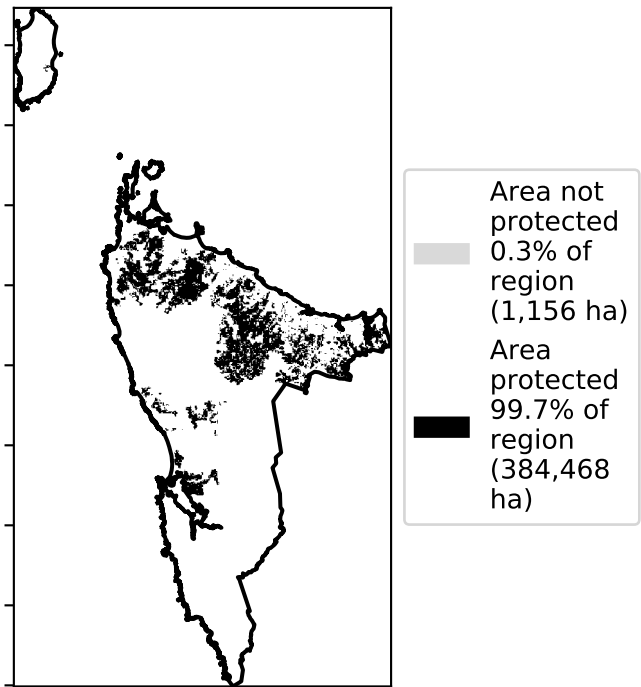 Area not
protected
0.3% of
region
(1,156 ha)
Area
protected
99.7% of
region
(384,468
ha)